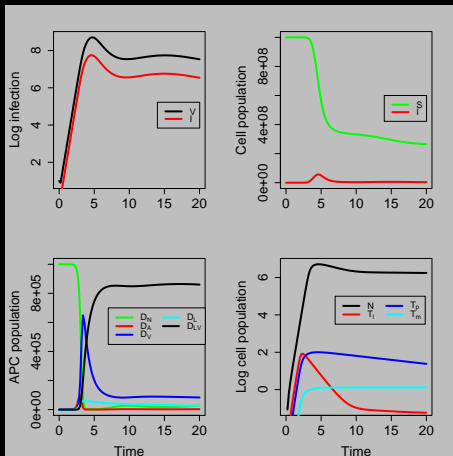 Log infection
8
6
4
2
V
I
0 5 10 15 20
Cell population
8e+08
4e+08
0e+00
S
I
0 5 10 15 20
APC population
8e+05
4e+05
0e+00
D_N D_L
D_A D_LV
D_V
0 5 10 15 20
Time
Log cell population
6
4
2
0
N T_p
T_i T_m
0 5 10 15 20
Time